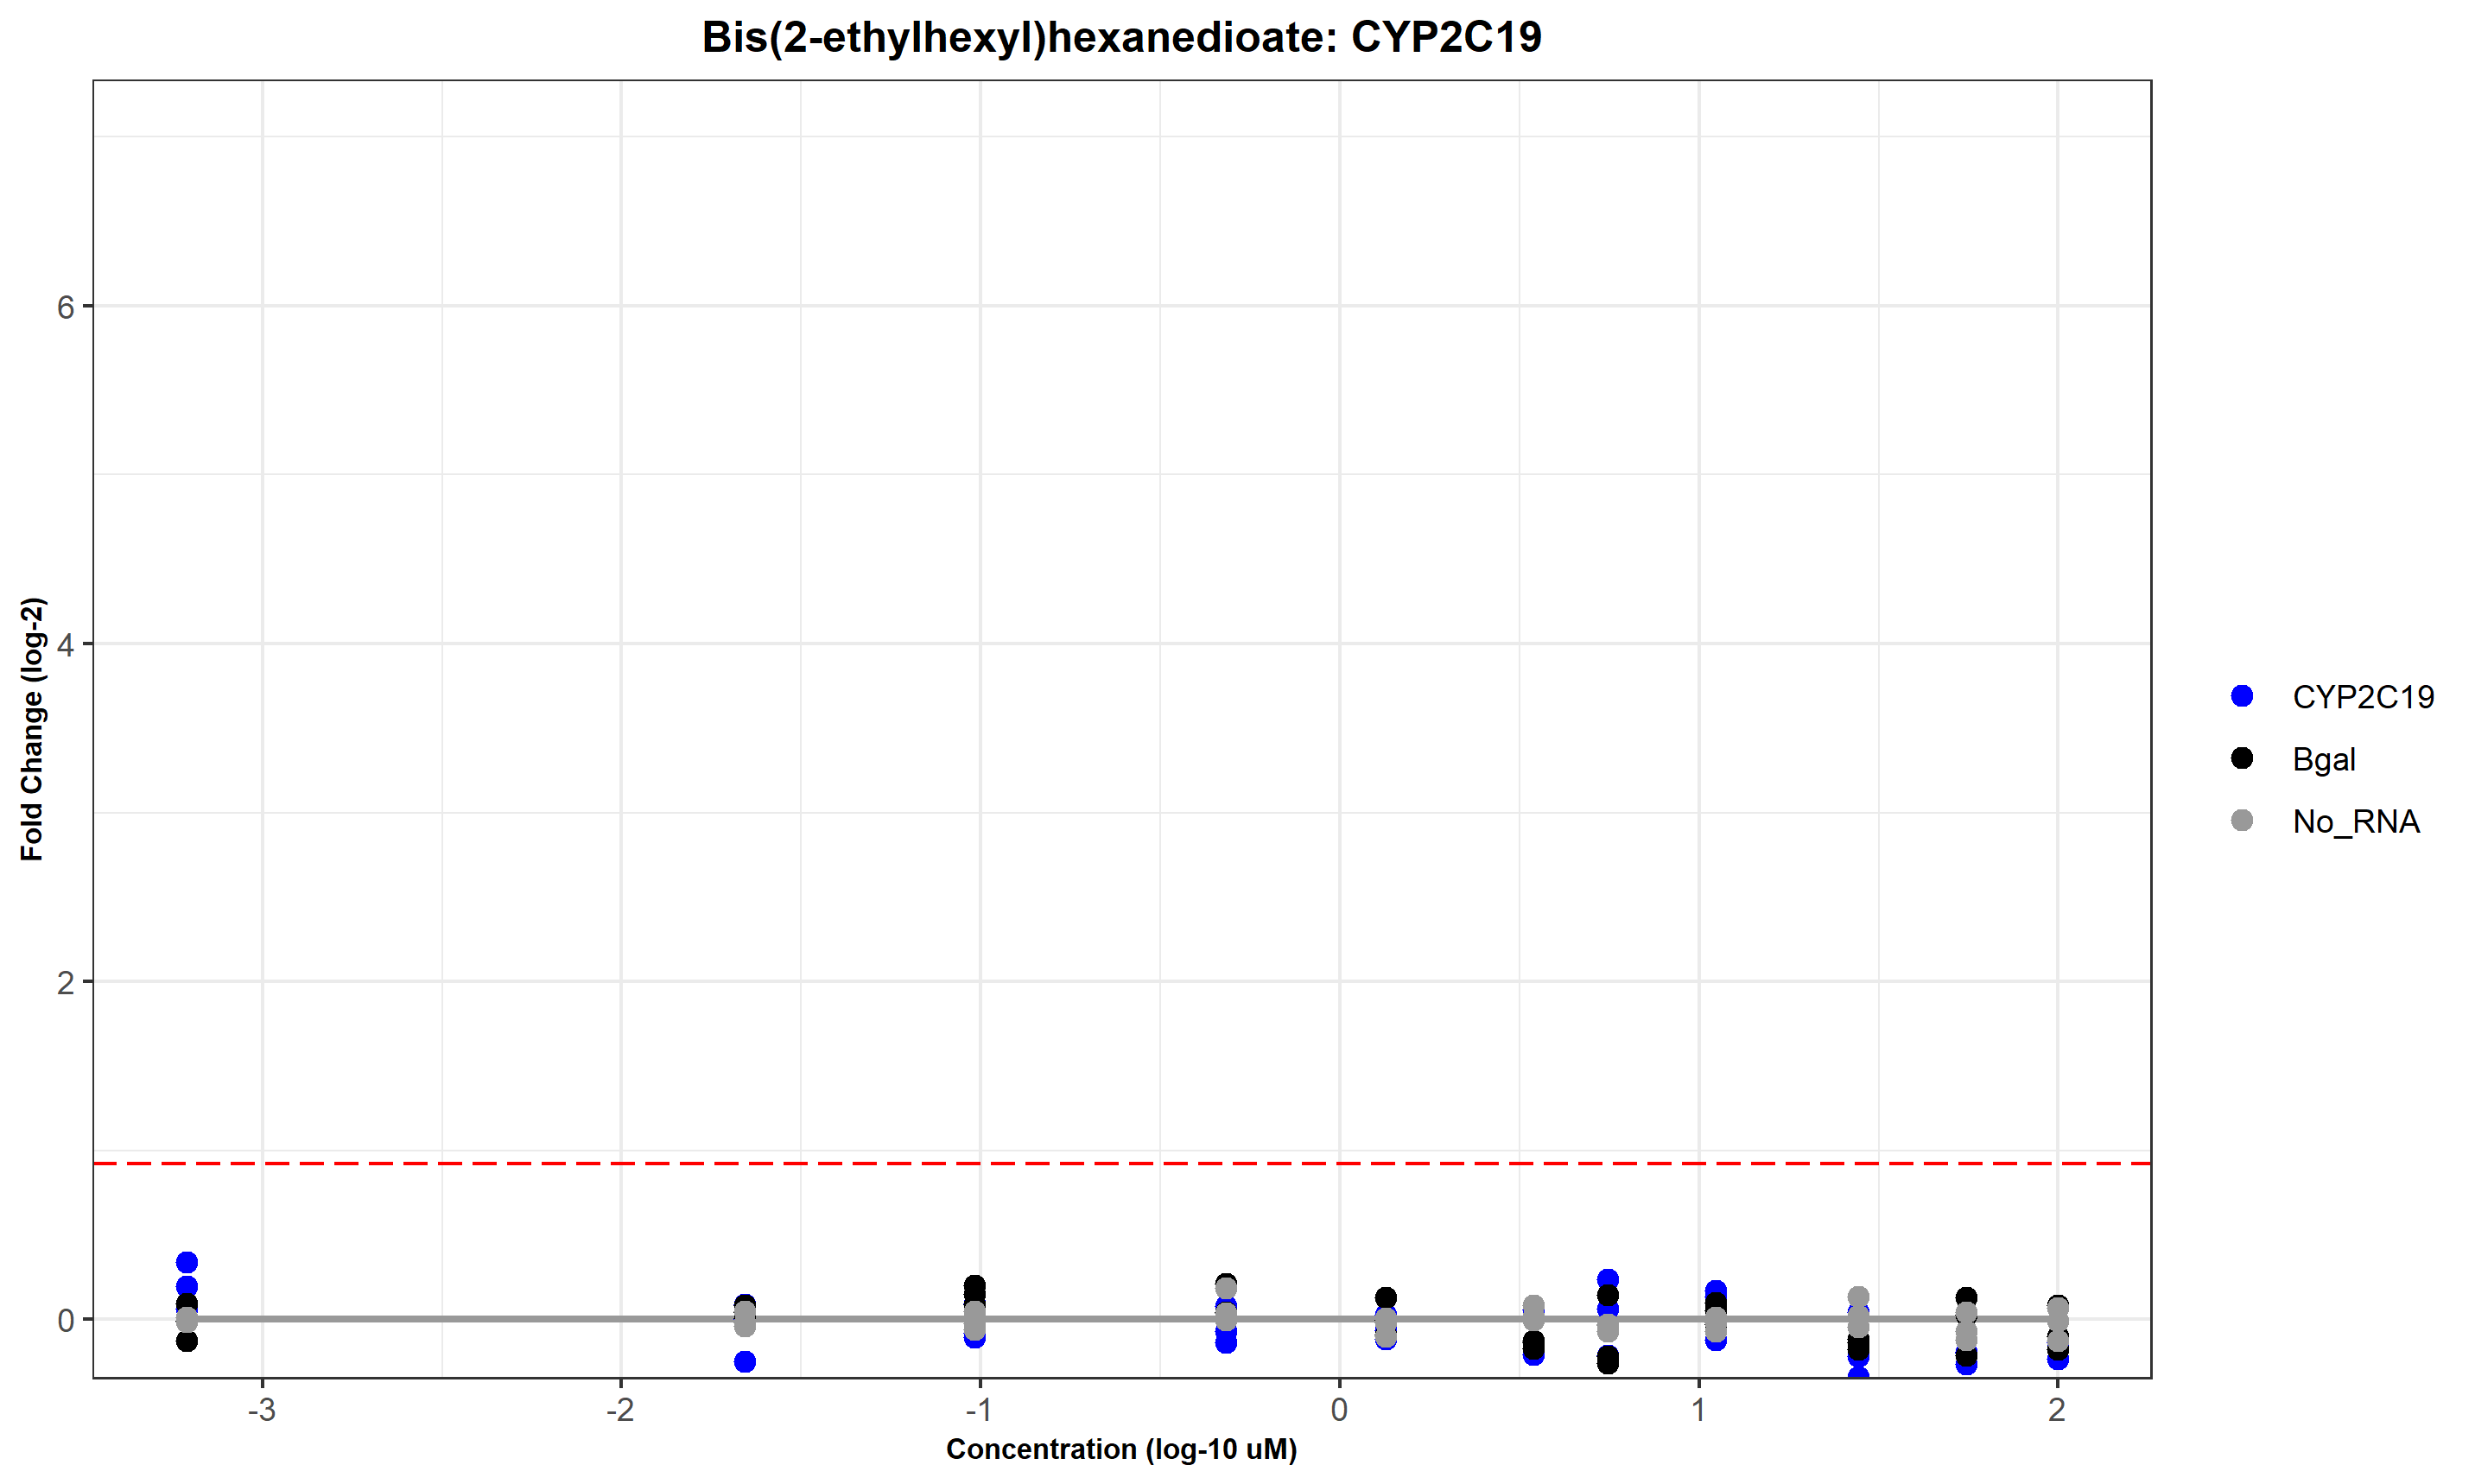 Bis(2-ethylhexyl)hexanedioate: CYP2C19
Fold Change (log-2)
6
4
2
0
-3
-2
-1
0
1
2
Concentration (log-10 uM)
CYP2C19
Bgal
No_RNA